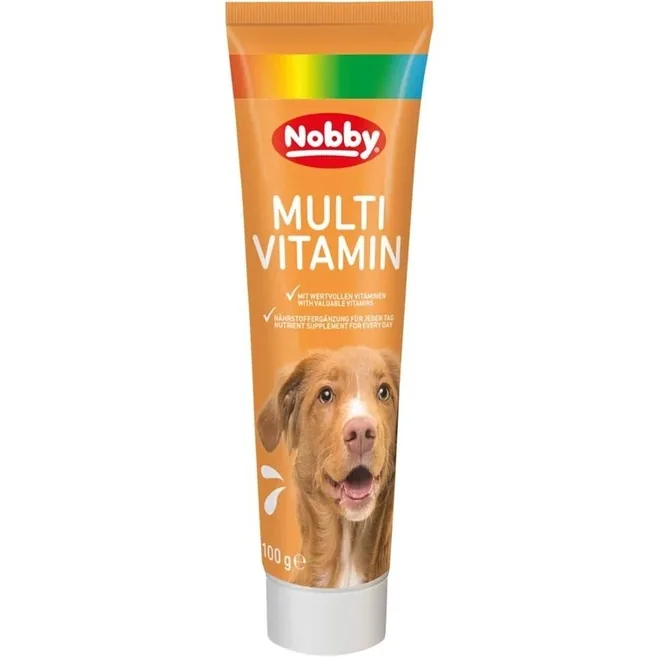 Nobby®
MULTI
VITAMIN
MIT WERTVOLLEN VITAMINEN
WITH VALUABLE VITAMINS
NÄHRSTOFFERGÄNZUNG FÜR JEDEN TAG
NUTRIENT SUPPLEMENT FOR EVERY DAY
100 g ℮